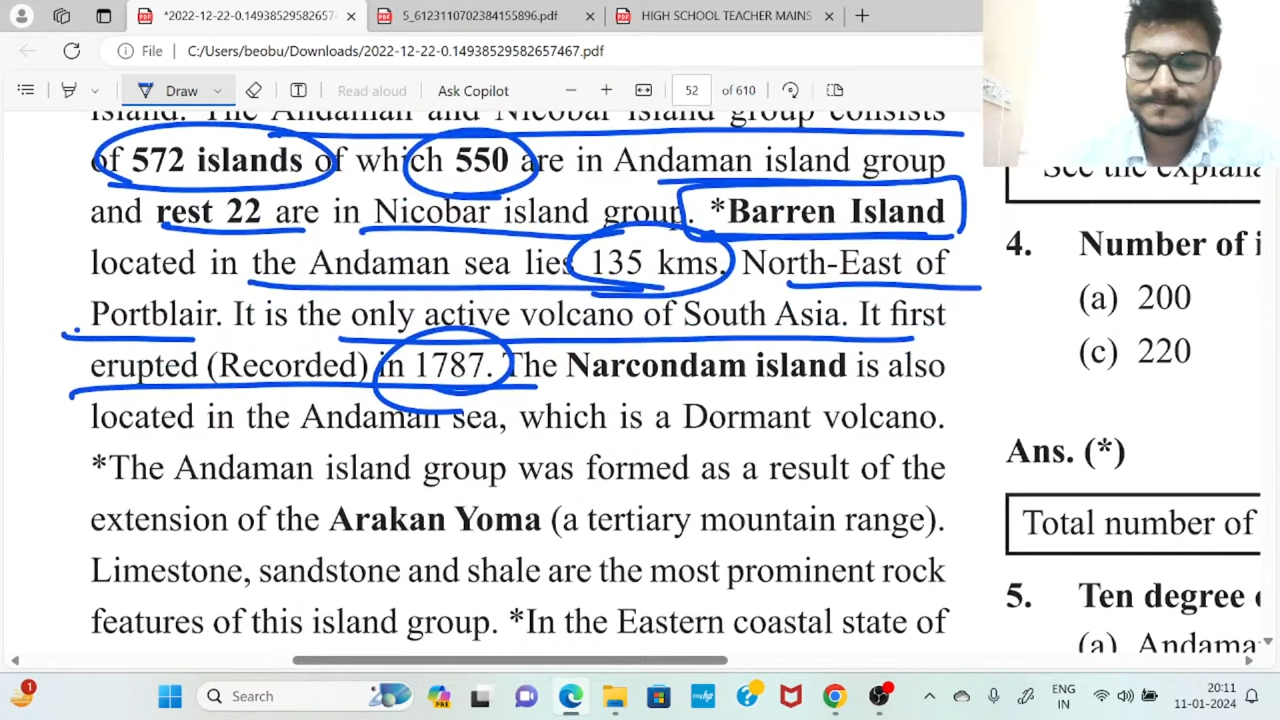 *2022-12-22-0.14938529582657
5_6123110702384155896.pdf
HIGH SCHOOL TEACHER MAINS
File
C:/Users/beobu/Downloads/2022-12-22-0.14938529582657467.pdf
Draw
Read aloud
Ask Copilot
52
of 610
Island. The Andaman and Nicobar island group consists
of 572 islands of which 550 are in Andaman island group
and rest 22 are in Nicobar island group. *Barren Island
located in the Andaman sea lies 135 kms. North-East of
Portblair. It is the only active volcano of South Asia. It first
erupted (Recorded) in 1787. The Narcondam island is also
located in the Andaman sea, which is a Dormant volcano.
*The Andaman island group was formed as a result of the
extension of the Arakan Yoma (a tertiary mountain range).
Limestone, sandstone and shale are the most prominent rock
features of this island group. *In the Eastern coastal state of
See the explana
4. Number of i
(a) 200
(c) 220
Ans. (*)
Total number of
5. Ten degree
(a) Andama
1
Search
PRE
ENG
IN
20:11
11-01-2024